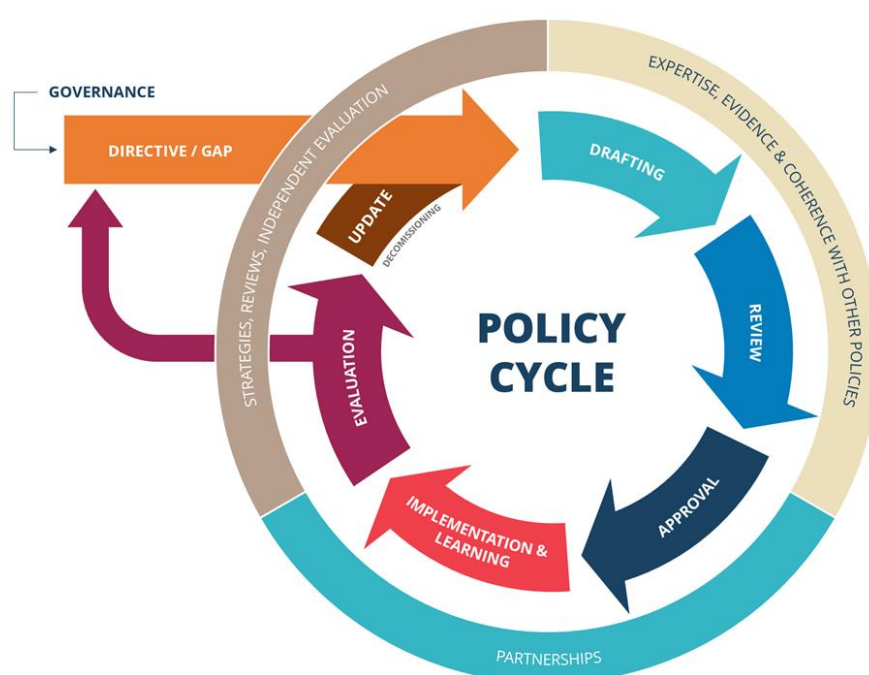 GOVERNANCE
DIRECTIVE / GAP
STRATEGIES, REVIEWS, INDEPENDENT EVALUATION
EXPERTISE, EVIDENCE & COHERENCE WITH OTHER POLICIES
DRAFTING
UPDATE
DECOMISSIONING
REVIEW
POLICY
CYCLE
EVALUATION
APPROVAL
IMPLEMENTATION &
LEARNING
PARTNERSHIPS